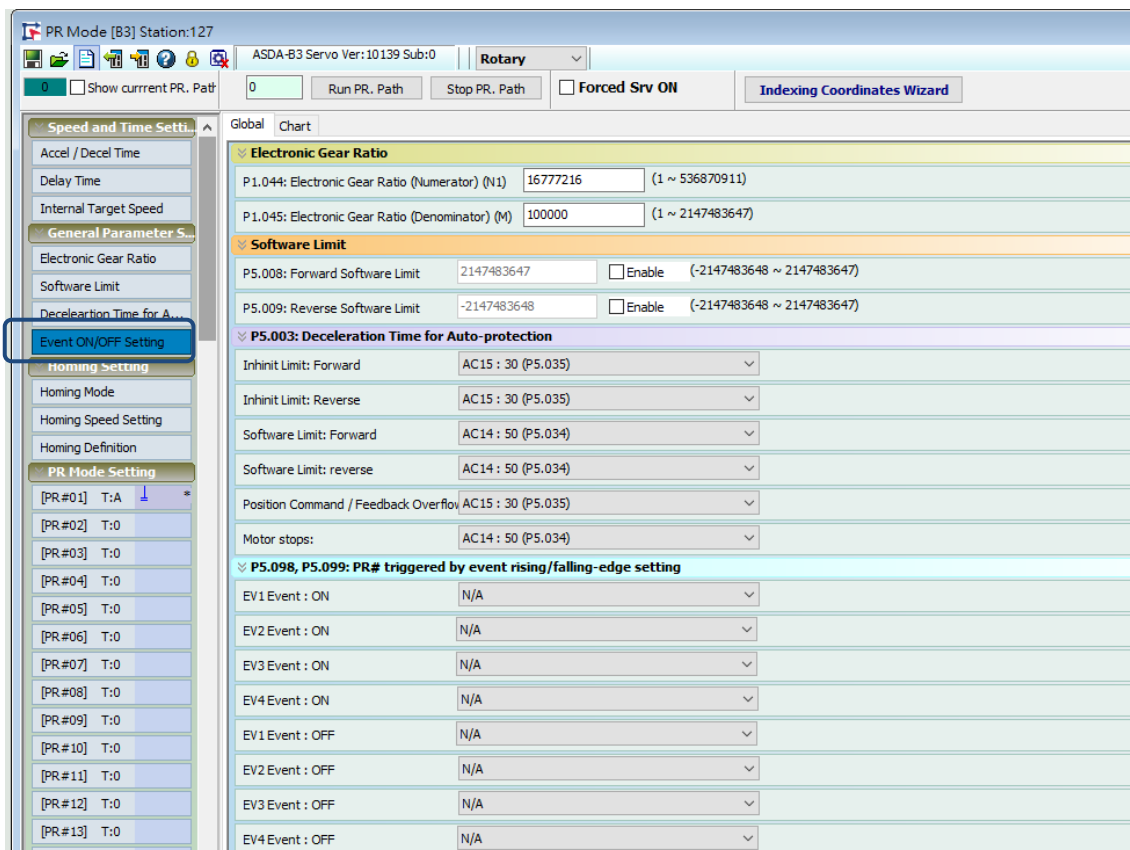 PR Mode [B3] Station:127
ASDA-B3 Servo Ver:10139 Sub:0
Rotary
0
Show currrent PR. Path
0
Run PR. Path
Stop PR. Path
Forced Srv ON
Indexing Coordinates Wizard
Speed and Time Setti...
Accel / Decel Time
Delay Time
Internal Target Speed
General Parameter S...
Electronic Gear Ratio
Software Limit
Deceleartion Time for A...
Event ON/OFF Setting
Homing Setting
Homing Mode
Homing Speed Setting
Homing Definition
PR Mode Setting
[PR#01] T:A *
[PR#02] T:0
[PR#03] T:0
[PR#04] T:0
[PR#05] T:0
[PR#06] T:0
[PR#07] T:0
[PR#08] T:0
[PR#09] T:0
[PR#10] T:0
[PR#11] T:0
[PR#12] T:0
[PR#13] T:0
Global Chart
Electronic Gear Ratio
P1.044: Electronic Gear Ratio (Numerator) (N1) 16777216 (1 ~ 536870911)
P1.045: Electronic Gear Ratio (Denominator) (M) 100000 (1 ~ 2147483647)
Software Limit
P5.008: Forward Software Limit 2147483647 Enable (-2147483648 ~ 2147483647)
P5.009: Reverse Software Limit -2147483648 Enable (-2147483648 ~ 2147483647)
P5.003: Deceleration Time for Auto-protection
Inhinit Limit: Forward AC15 : 30 (P5.035)
Inhinit Limit: Reverse AC15 : 30 (P5.035)
Software Limit: Forward AC14 : 50 (P5.034)
Software Limit: reverse AC14 : 50 (P5.034)
Position Command / Feedback Overflow AC15 : 30 (P5.035)
Motor stops: AC14 : 50 (P5.034)
P5.098, P5.099: PR# triggered by event rising/falling-edge setting
EV1 Event : ON N/A
EV2 Event : ON N/A
EV3 Event : ON N/A
EV4 Event : ON N/A
EV1 Event : OFF N/A
EV2 Event : OFF N/A
EV3 Event : OFF N/A
EV4 Event : OFF N/A